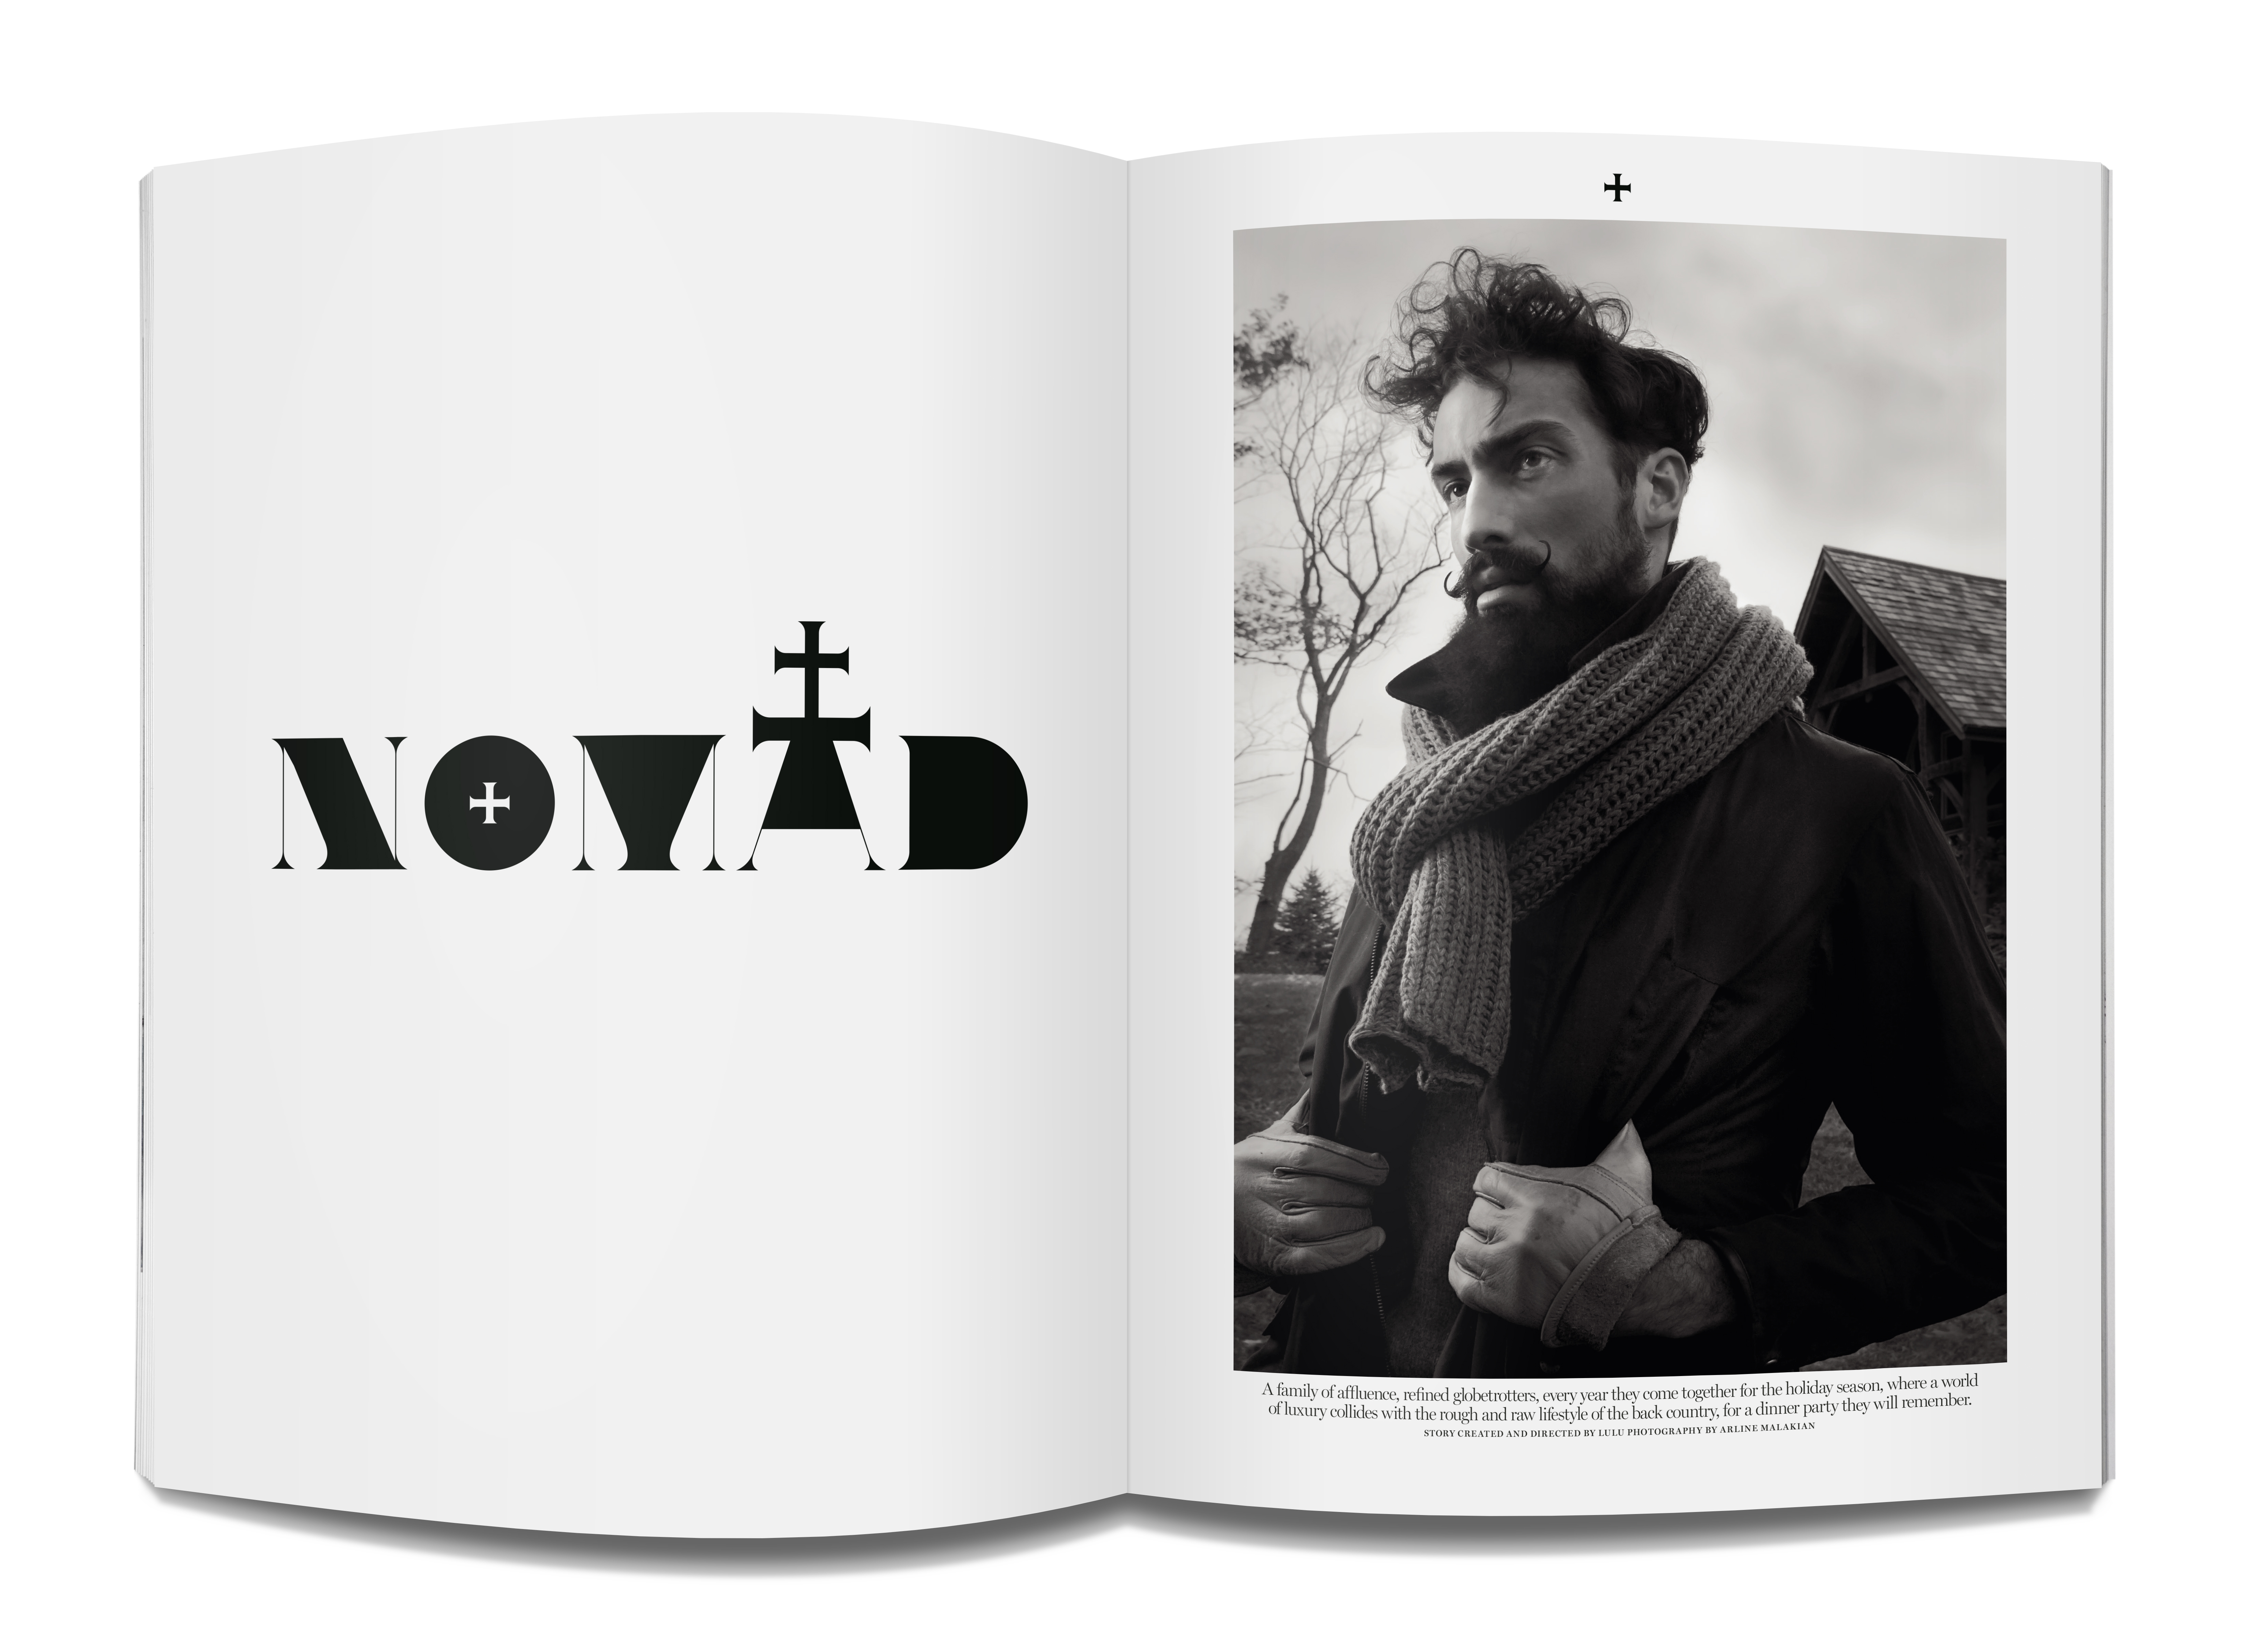 NOMAD
A family of affluence, refined globetrotters, every year they come together for the holiday season, where a world
of luxury collides with the rough and raw lifestyle of the back country, for a dinner party they will remember.
STORY CREATED AND DIRECTED BY LULU PHOTOGRAPHY BY ARLINE MALAKIAN